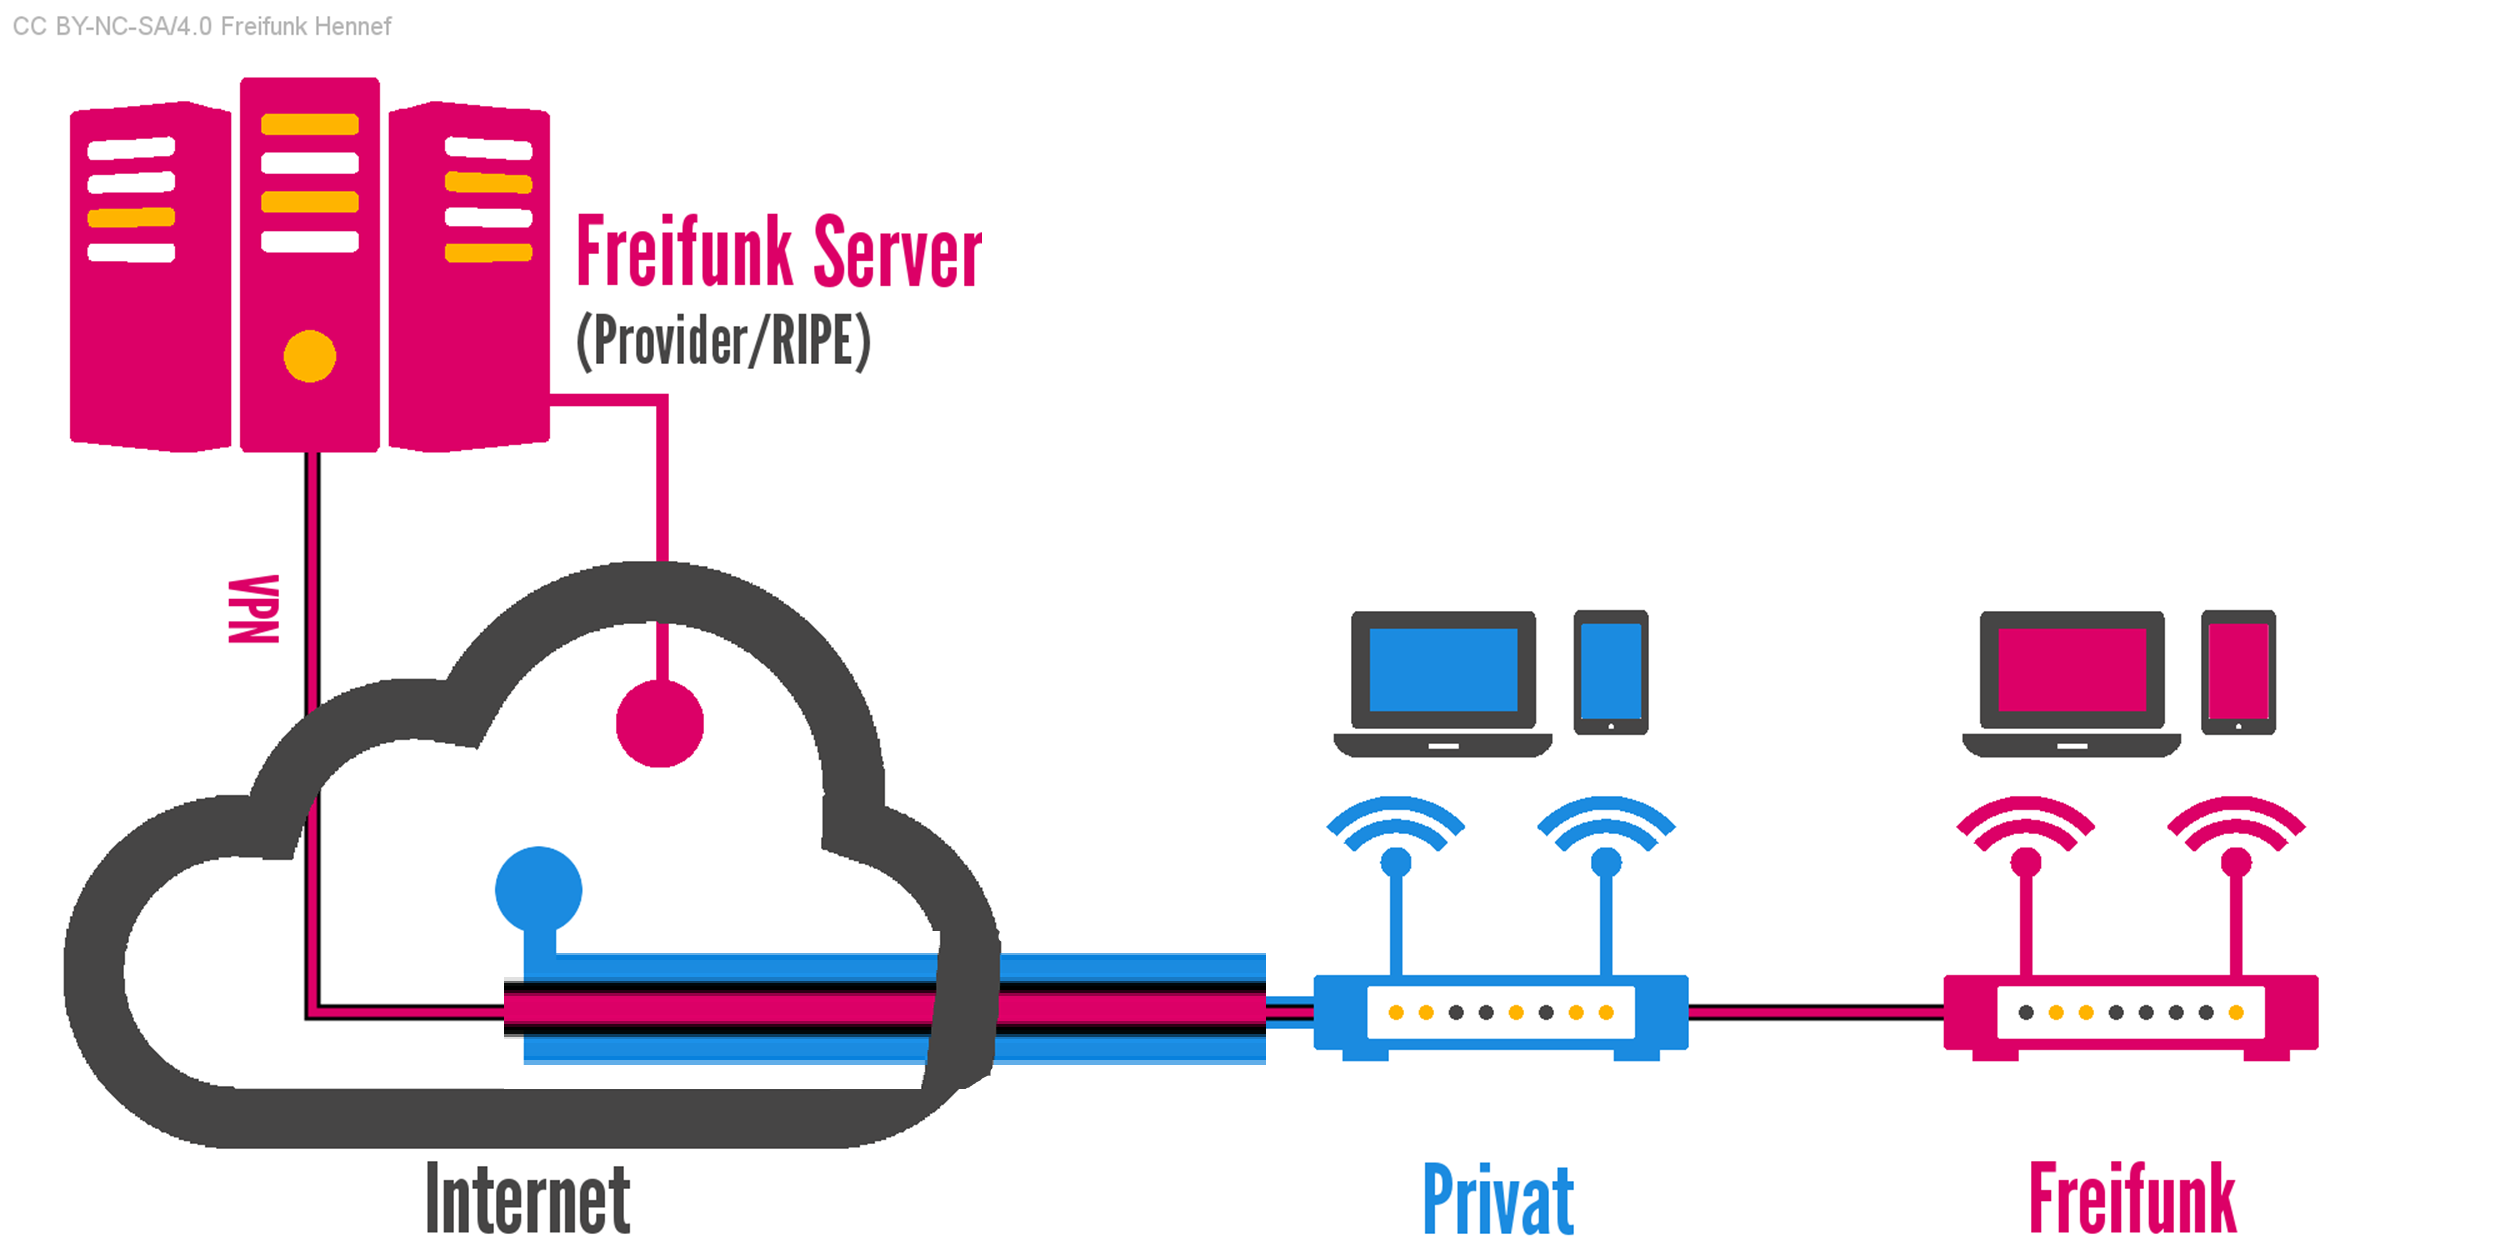 CC BY-NC-SA/4.0 Freifunk Hennef
Freifunk Server
(Provider/RIPE)
VPN
Internet
Privat
Freifunk